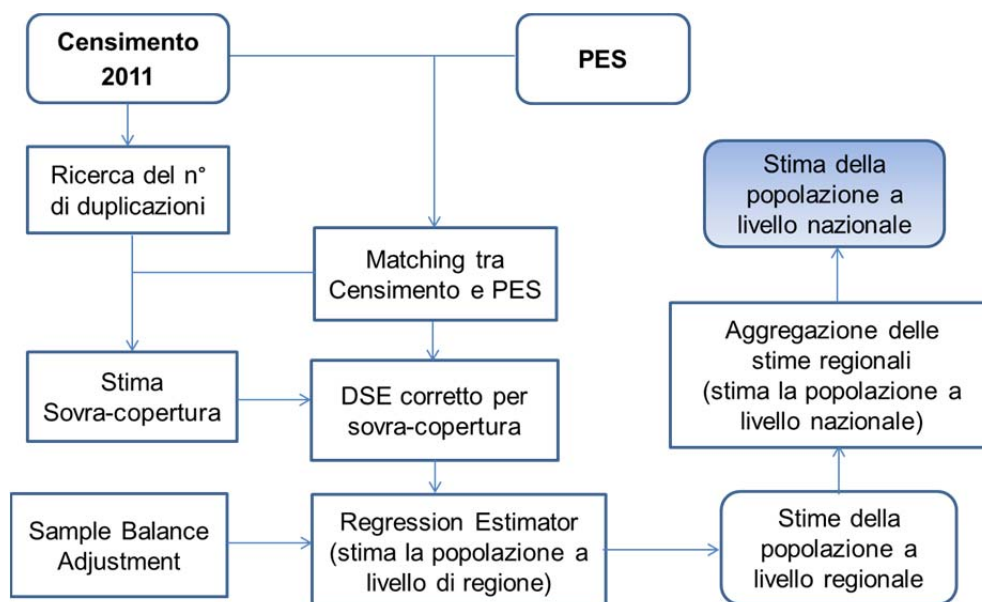 Censimento
2011
PES
Ricerca del n°
di duplicazioni
Matching tra
Censimento e PES
Stima
Sovra-copertura
DSE corretto per
sovra-copertura
Sample Balance
Adjustment
Regression Estimator
(stima la popolazione a
livello di regione)
Stime della
popolazione a
livello regionale
Aggregazione delle
stime regionali
(stima la popolazione a
livello nazionale)
Stima della
popolazione a
livello nazionale